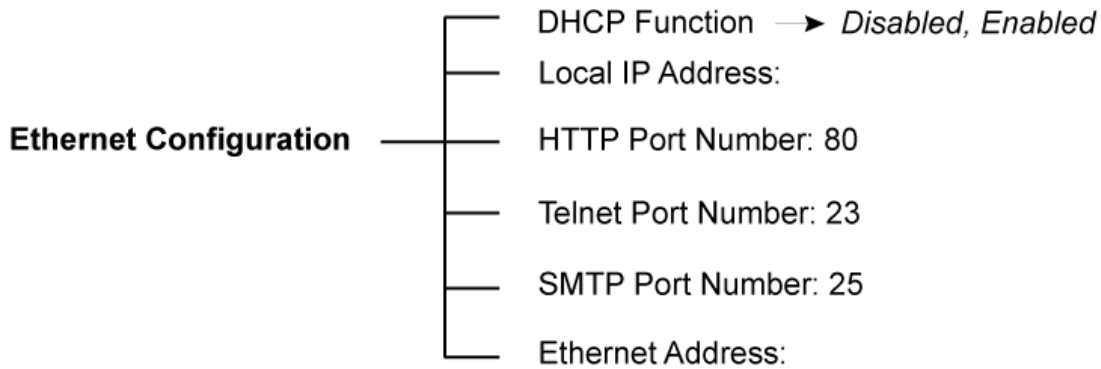 DHCP Function Disabled, Enabled
Local IP Address:
Ethernet Configuration
HTTP Port Number: 80
Telnet Port Number: 23
SMTP Port Number: 25
Ethernet Address: